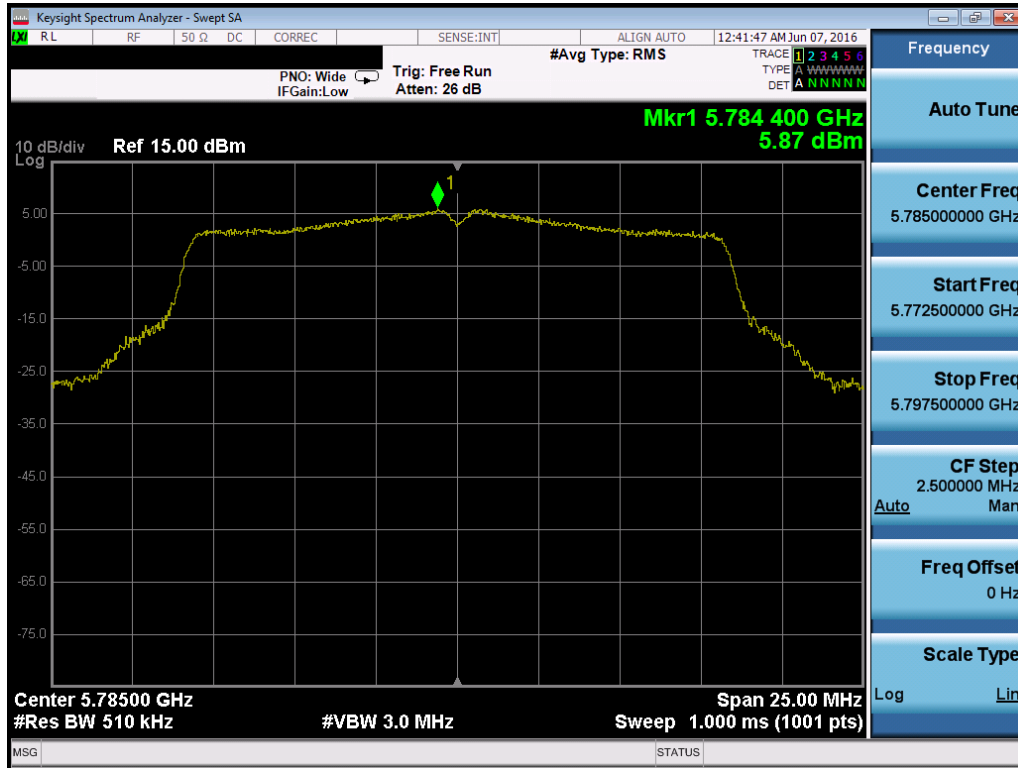 Keysight Spectrum Analyzer - Swept SA
LXI RL RF 50 Ω DC CORREC SENSE:INT ALIGN AUTO 12:41:47 AM Jun 07, 2016
#Avg Type: RMS
TRACE 1 2 3 4 5 6
PNO: Wide Trig: Free Run
TYPE A WWWWW
IFGain:Low Atten: 26 dB
DET A N N N N N
Mkr1 5.784 400 GHz
5.87 dBm
10 dB/div Ref 15.00 dBm
Log
1
5.00
-5.00
-15.0
-25.0
-35.0
-45.0
-55.0
-65.0
-75.0
Center 5.78500 GHz Span 25.00 MHz
#Res BW 510 kHz #VBW 3.0 MHz Sweep 1.000 ms (1001 pts)
MSG STATUS
Frequency
Auto Tune
Center Freq
5.785000000 GHz
Start Freq
5.772500000 GHz
Stop Freq
5.797500000 GHz
CF Step
2.500000 MHz
Auto Man
Freq Offset
0 Hz
Scale Type
Log Lin